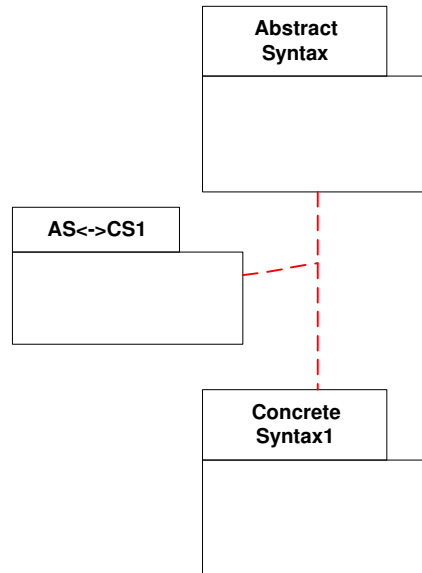 Abstract
Syntax
AS<->CS1
Concrete
Syntax1